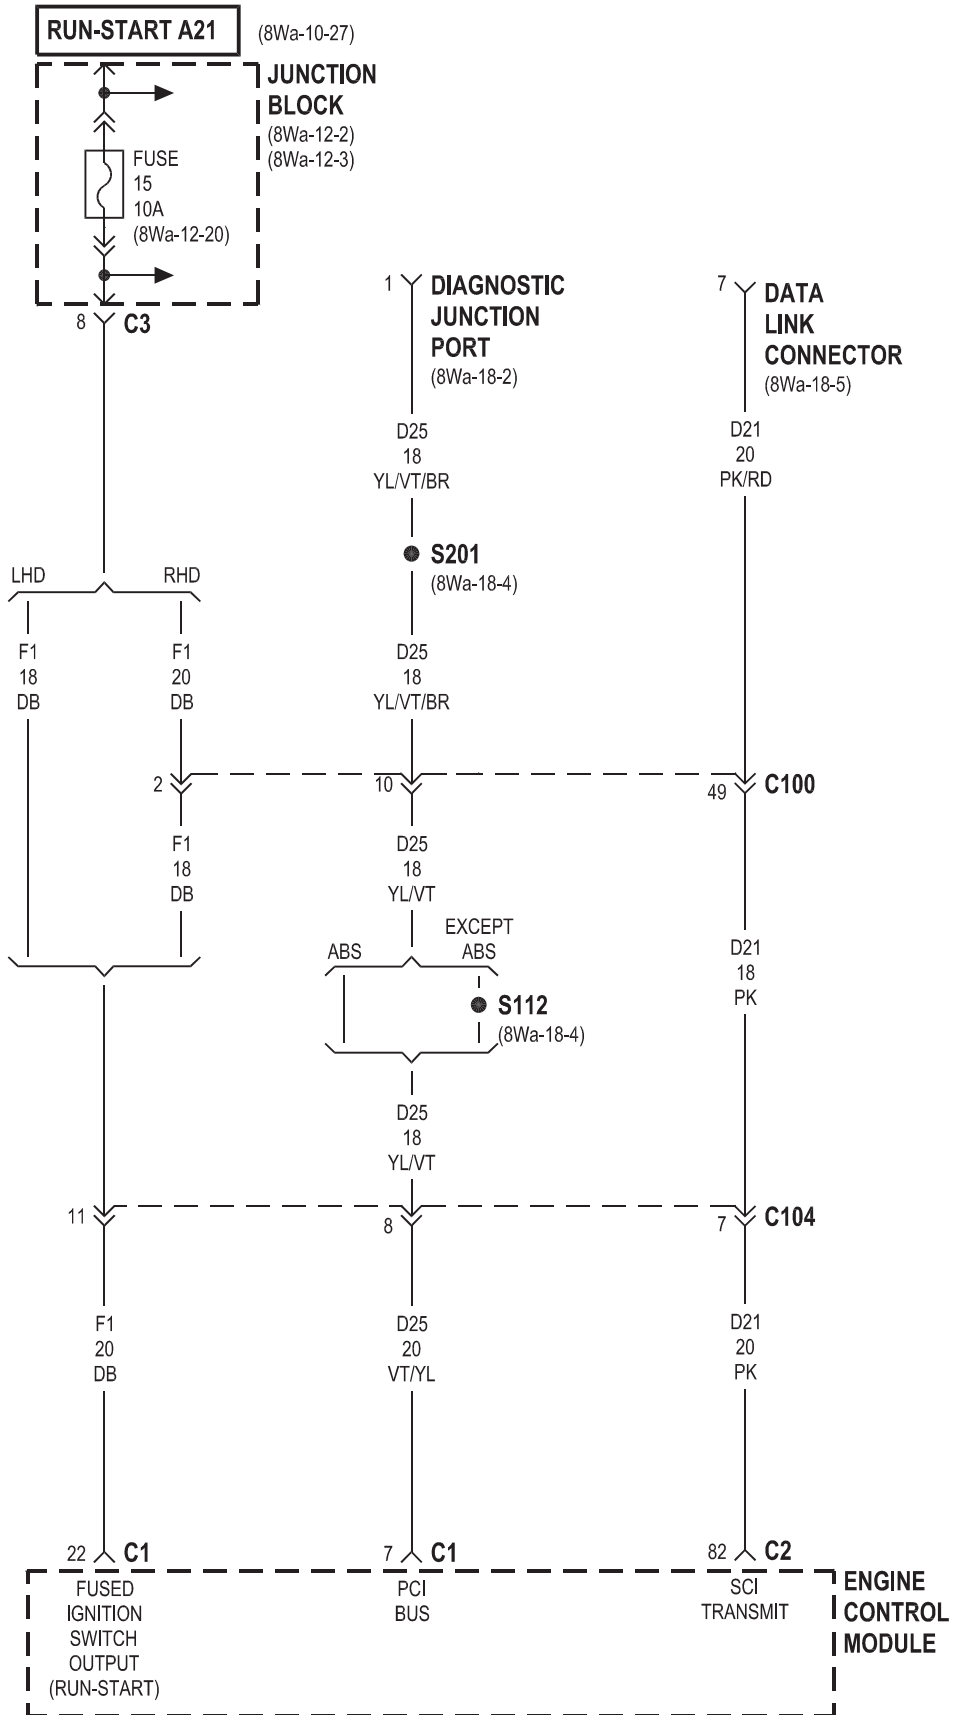 RUN-START A21
(8Wa-10-27)
JUNCTION
BLOCK
(8Wa-12-2)
(8Wa-12-3)
FUSE
15
10A
(8Wa-12-20)
8
C3
1
DIAGNOSTIC
JUNCTION
PORT
(8Wa-18-2)
7
DATA
LINK
CONNECTOR
(8Wa-18-5)
D25
18
YL/VT/BR
D21
20
PK/RD
S201
(8Wa-18-4)
LHD
RHD
F1
18
DB
F1
20
DB
D25
18
YL/VT/BR
2
10
49
C100
F1
18
DB
D25
18
YL/VT
ABS
EXCEPT
ABS
S112
(8Wa-18-4)
D21
18
PK
D25
18
YL/VT
11
8
7
C104
F1
20
DB
D25
20
VT/YL
D21
20
PK
22
C1
7
C1
82
C2
FUSED
IGNITION
SWITCH
OUTPUT
(RUN-START)
PCI
BUS
SCI
TRANSMIT
ENGINE
CONTROL
MODULE